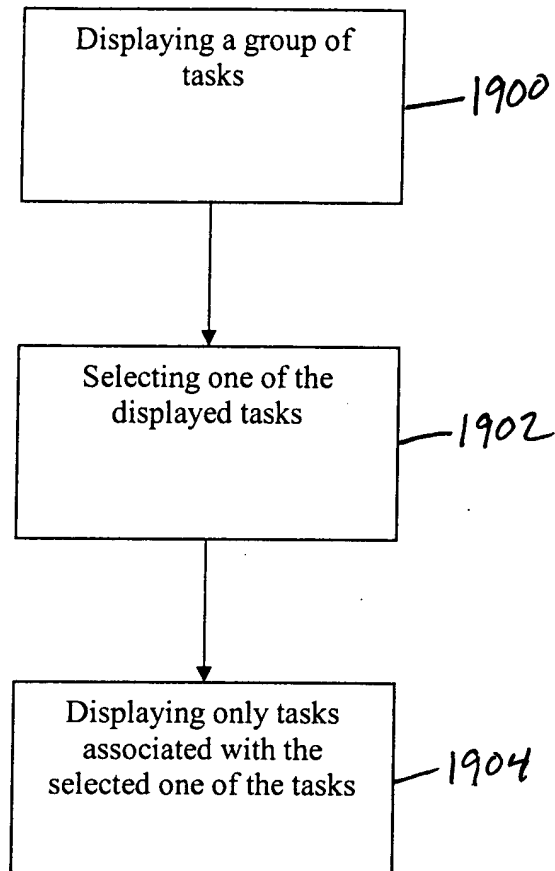 Displaying a group of
tasks
1900
Selecting one of the
displayed tasks
1902
Displaying only tasks
associated with the
selected one of the tasks
1904